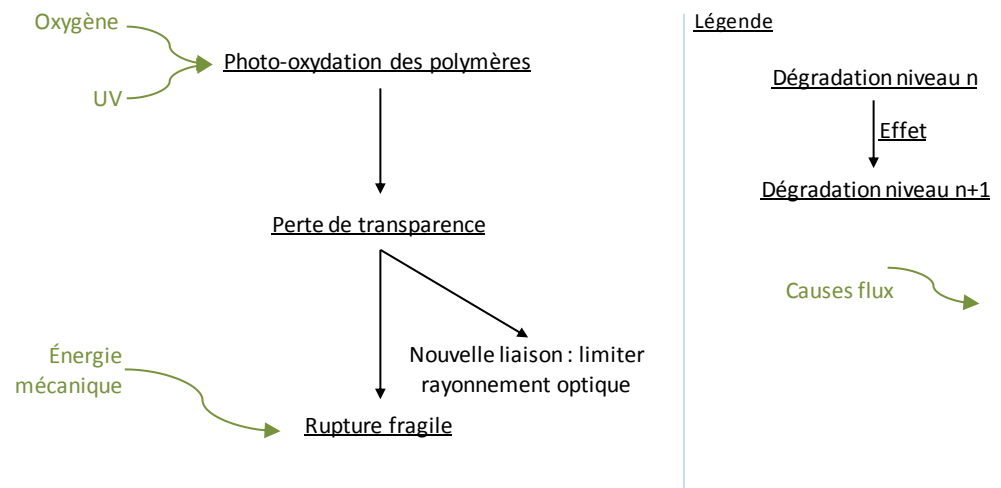 Oxygène
UV
Photo-oxydation des polymères
Perte de transparence
Nouvelle liaison : limiter
rayonnement optique
Énergie
mécanique
Rupture fragile
Légende
Dégradation niveau n
Effet
Dégradation niveau n+1
Causes flux